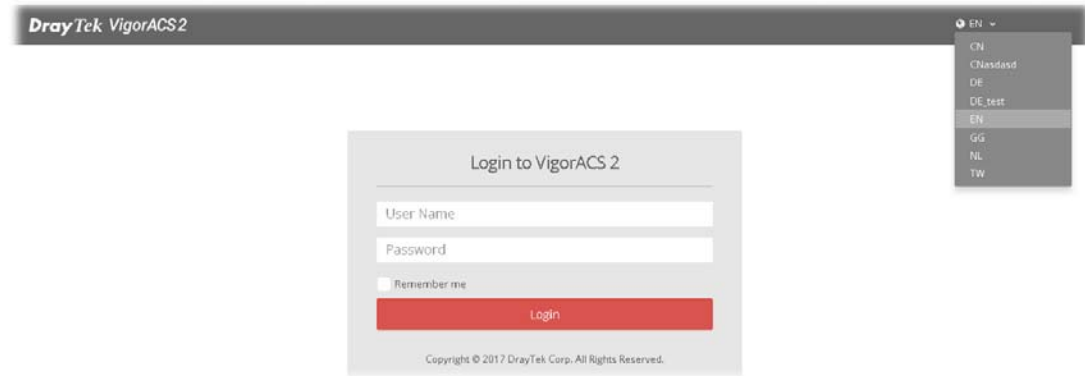 DrayTek VigorACS 2
EN
CN
CNasdasd
DE
DE_test
EN
GG
NL
TW
Login to VigorACS 2
User Name
Password
Remember me
Login
Copyright © 2017 DrayTek Corp. All Rights Reserved.